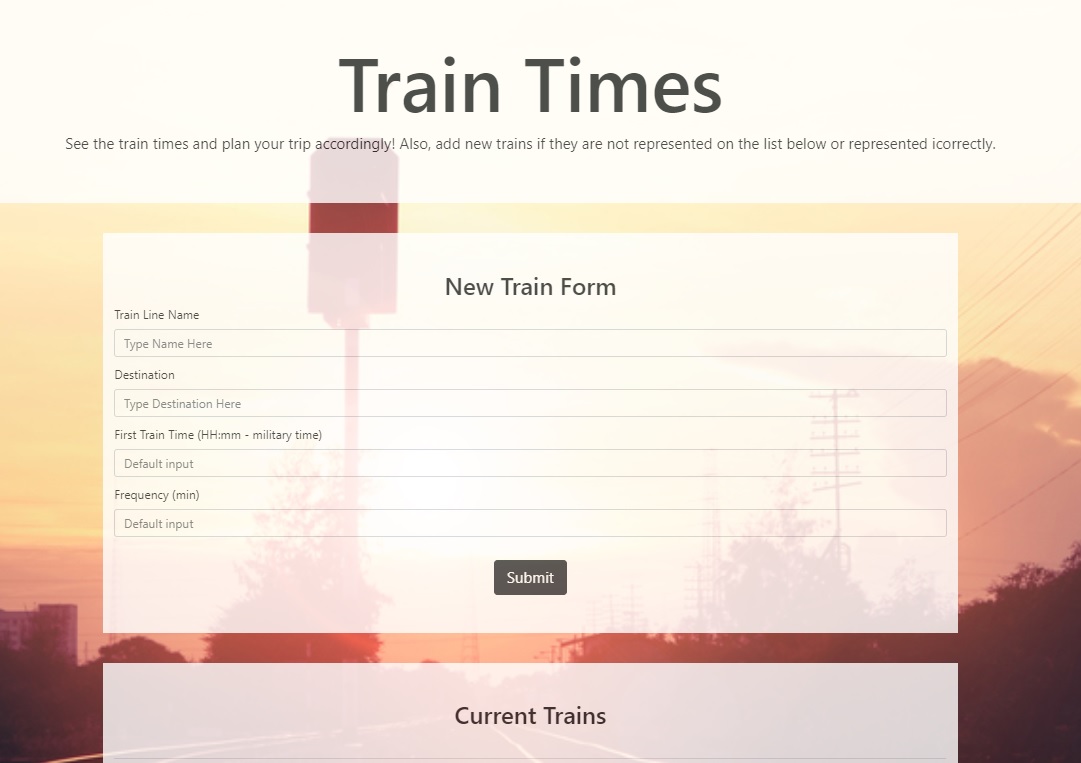 Train Times
See the train times and plan your trip accordingly! Also, add new trains if they are not represented on the list below or represented icorrectly.
New Train Form
Train Line Name
Type Name Here
Destination
Type Destination Here
First Train Time (HH:mm - military time)
Default input
Frequency (min)
Default input
Submit
Current Trains